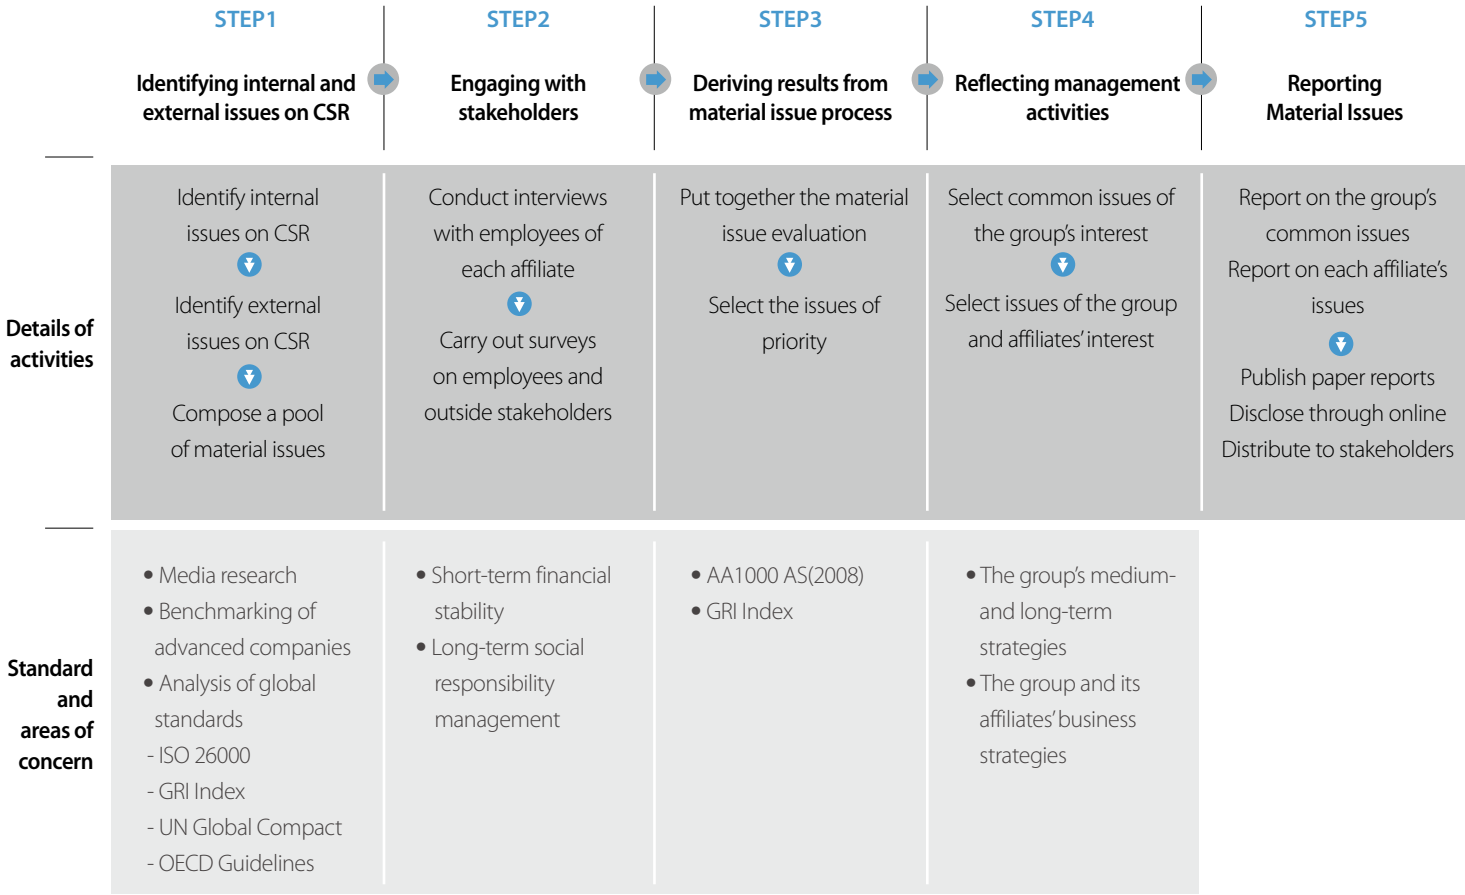 STEP1
STEP2
STEP3
STEP4
STEP5
Identifying internal and
external issues on CSR
Engaging with
stakeholders
Deriving results from
material issue process
Reflecting management
activities
Reporting
Material Issues
Details of
activities
Identify internal
issues on CSR
Identify external
issues on CSR
Compose a pool
of material issues
Conduct interviews
with employees of
each affiliate
Carry out surveys
on employees and
outside stakeholders
Put together the material
issue evaluation
Select the issues of
priority
Select common issues of
the group’s interest
Select issues of the group
and affiliates’ interest
Report on the group’s
common issues
Report on each affiliate’s
issues
Publish paper reports
Disclose through online
Distribute to stakeholders
Standard
and
areas of
concern
• Media research
• Benchmarking of
advanced companies
• Analysis of global
standards
- ISO 26000
- GRI Index
- UN Global Compact
- OECD Guidelines
• Short-term financial
stability
• Long-term social
responsibility
management
• AA1000 AS(2008)
• GRI Index
• The group’s medium-
and long-term
strategies
• The group and its
affiliates’ business
strategies